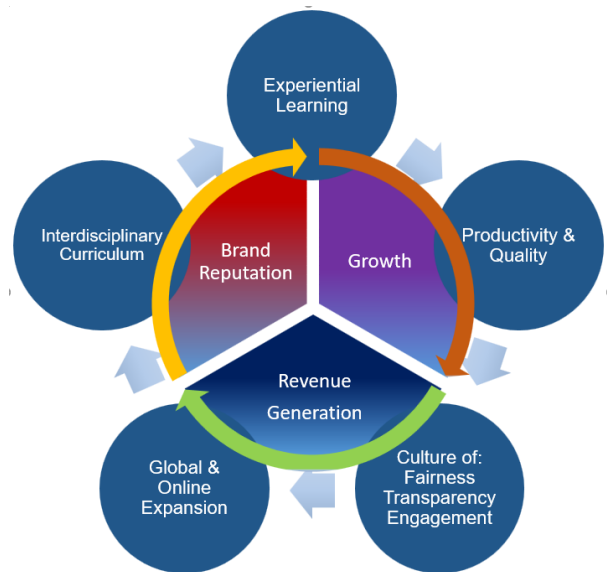 Experiential
Learning
Interdisciplinary
Curriculum
Productivity &
Quality
Brand
Reputation
Growth
Revenue
Generation
Global &
Online
Expansion
Culture of:
Fairness
Transparency
Engagement